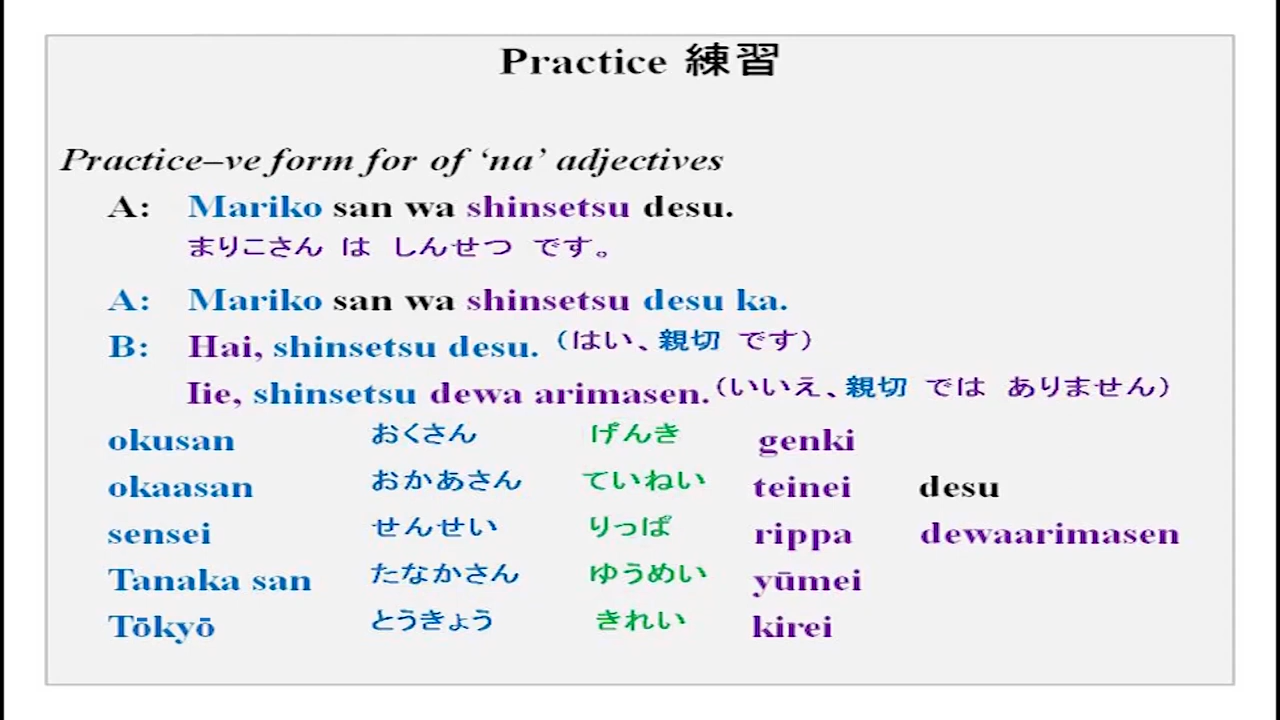 Practice 練習
Practice–ve form for of ‘na’ adjectives
A: Mariko san wa shinsetsu desu.
まりこさん は しんせつ です。
A: Mariko san wa shinsetsu desu ka.
B: Hai, shinsetsu desu. (はい、親切 です)
Iie, shinsetsu dewa arimasen. (いいえ、親切 では ありません)
okusan おくさん げんき genki
okaasan おかあさん ていねい teinei desu
sensei せんせい りっぱ rippa dewaarimasen
Tanaka san たなかさん ゆうめい yūmei
Tōkyō とうきょう きれい kirei